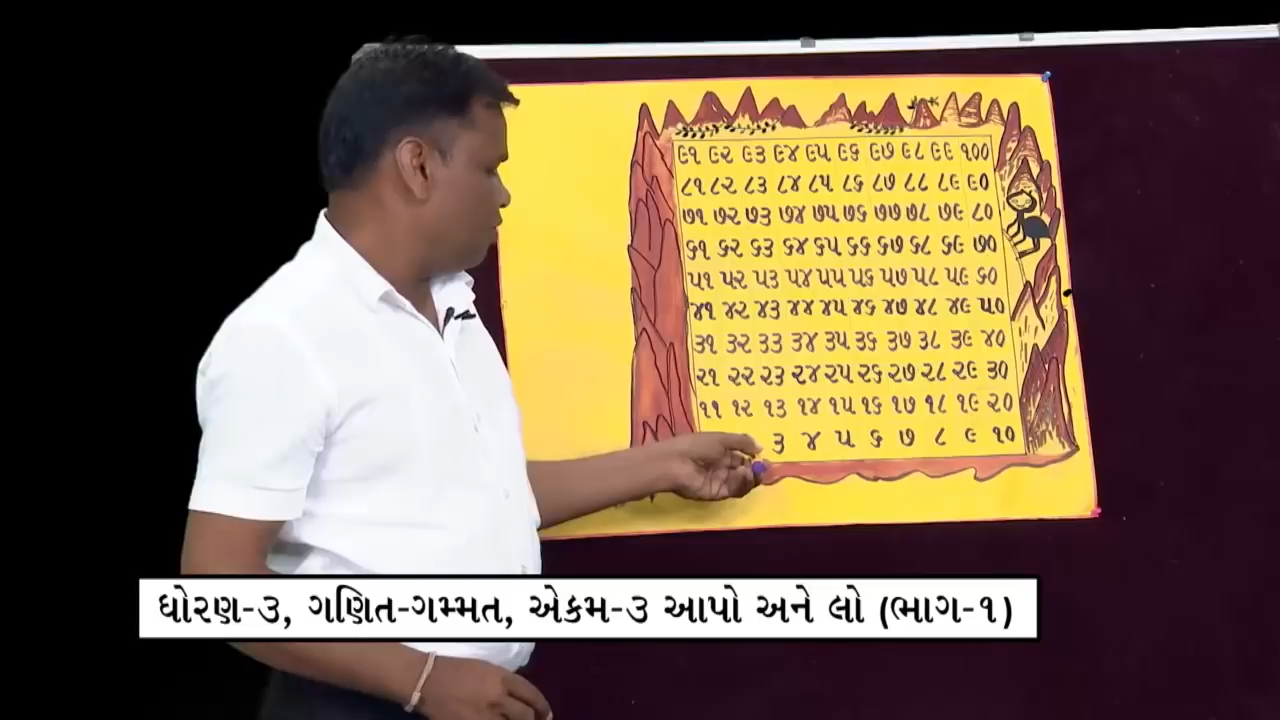 ૯૧ ૯૨ ૯૩ ૯૪ ૯૫ ૯૬ ૯૭ ૯૮ ૯૯ ૧૦૦
૮૧ ૮૨ ૮૩ ૮૪ ૮૫ ૮૬ ૮૭ ૮૮ ૮૯ ૯૦
૭૧ ૭૨ ૭૩ ૭૪ ૭૫ ૭૬ ૭૭ ૭૮ ૭૯ ૮૦
૬૧ ૬૨ ૬૩ ૬૪ ૬૫ ૬૬ ૬૭ ૬૮ ૬૯ ૭૦
૫૧ ૫૨ ૫૩ ૫૪ ૫૫ ૫૬ ૫૭ ૫૮ ૫૯ ૬૦
૪૧ ૪૨ ૪૩ ૪૪ ૪૫ ૪૬ ૪૭ ૪૮ ૪૯ ૫૦
૩૧ ૩૨ ૩૩ ૩૪ ૩૫ ૩૬ ૩૭ ૩૮ ૩૯ ૪૦
૨૧ ૨૨ ૨૩ ૨૪ ૨૫ ૨૬ ૨૭ ૨૮ ૨૯ ૩૦
૧૧ ૧૨ ૧૩ ૧૪ ૧૫ ૧૬ ૧૭ ૧૮ ૧૯ ૨૦
૩ ૪ ૫ ૬ ૭ ૮ ૯ ૧૦
ધોરણ-૩, ગણિત-ગમ્મત, એકમ-૩ આપો અને લો (ભાગ-૧)